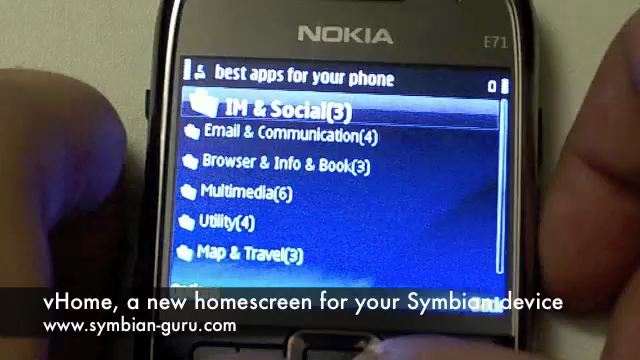 NOKIA
E71
best apps for your phone
IM & Social(3)
Email & Communication(4)
Browser & Info & Book(3)
Multimedia(6)
Utility(4)
Map & Travel(3)
vHome, a new homescreen for your Symbian device
www.symbian-guru.com